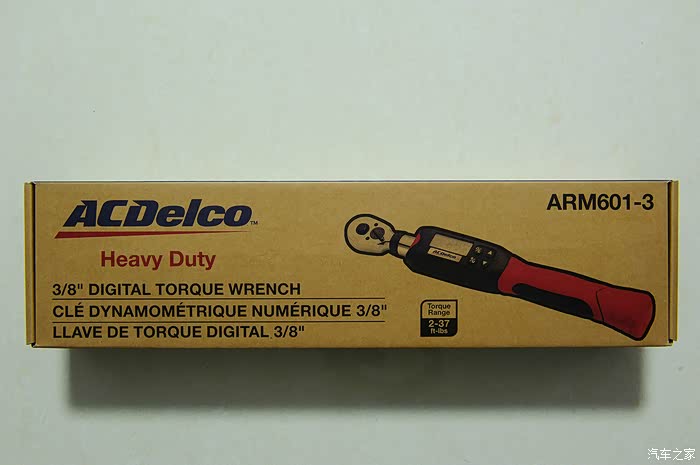 ACDelco™
ARM601-3
Heavy Duty
3/8" DIGITAL TORQUE WRENCH
CLÉ DYNAMOMÉTRIQUE NUMÉRIQUE 3/8"
LLAVE DE TORQUE DIGITAL 3/8"
ACDelco
Torque
Range
2-37
ft-lbs
汽车之家